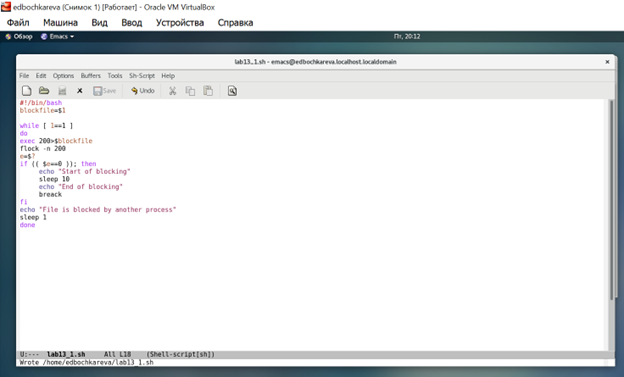 edbochkareva (Снимок 1) [Работает] - Oracle VM VirtualBox
Файл Машина Вид Ввод Устройства Справка
Обзор Emacs Пт, 20:12
lab13_1.sh - emacs@edbochkareva.localhost.localdomain
File Edit Options Buffers Tools Sh-Script Help
Save Undo
#!/bin/bash
blockfile=$1
while [ 1==1 ]
do
exec 200>$blockfile
flock -n 200
e=$?
if (( $e==0 )); then
echo "Start of blocking"
sleep 10
echo "End of blocking"
breack
fi
echo "File is blocked by another process"
sleep 1
done
U:--- lab13_1.sh All L18 (Shell-script[sh])
Wrote /home/edbochkareva/lab13_1.sh